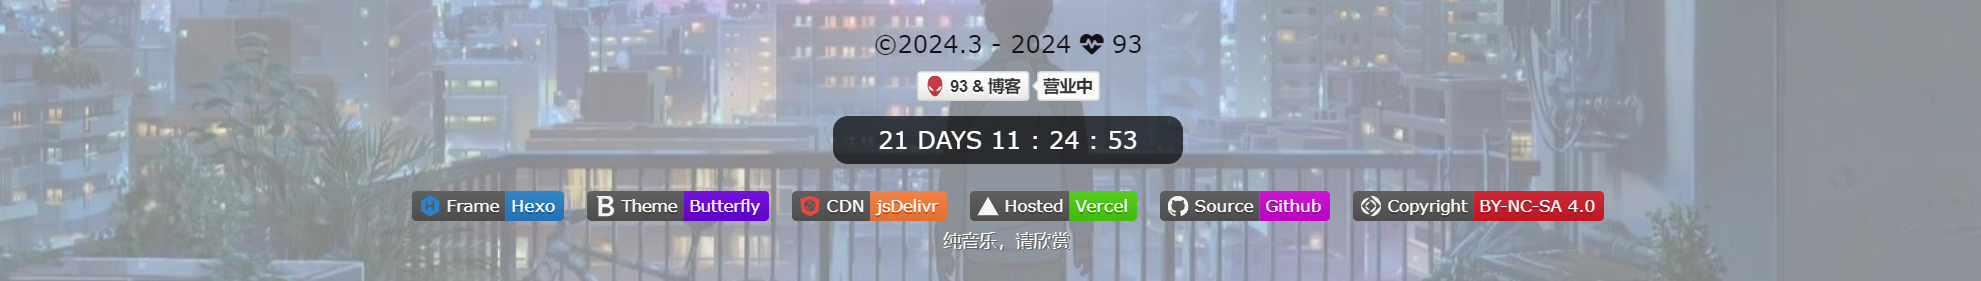 ©2024.3 - 2024 93
93 & 博客 营业中
21 DAYS 11 : 24 : 53
Frame Hexo Theme Butterfly CDN jsDelivr Hosted Vercel Source Github Copyright BY-NC-SA 4.0
纯音乐，请欣赏